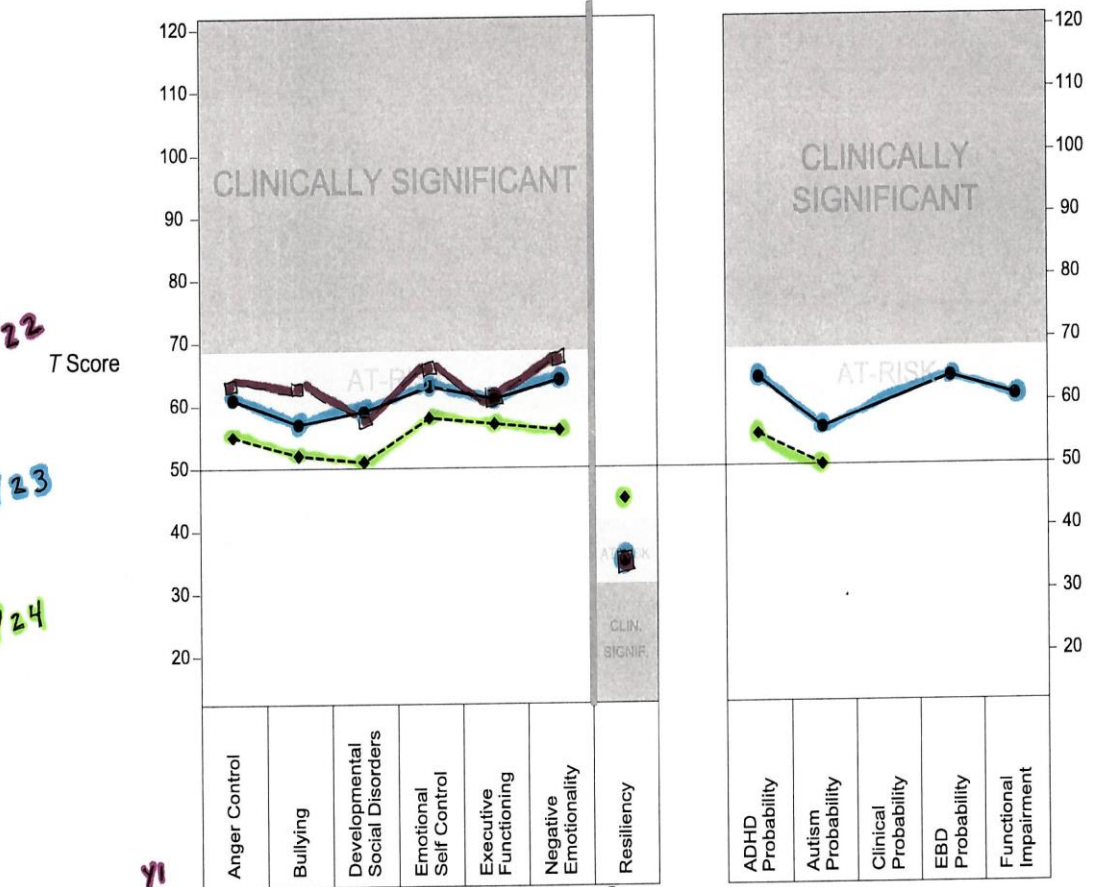 120
110
100
90
80
70
60
50
40
30
20
T Score
22
23
24
CLINICALLY SIGNIFICANT
AT-R
AT-RISK
CLIN.
SIGNIF.
Anger Control
Bullying
Developmental
Social Disorders
Emotional
Self Control
Executive
Functioning
Negative
Emotionality
Resiliency
CLINICALLY
SIGNIFICANT
AT-RISK
120
110
100
90
80
70
60
50
40
30
20
ADHD
Probability
Autism
Probability
Clinical
Probability
EBD
Probability
Functional
Impairment
Y1